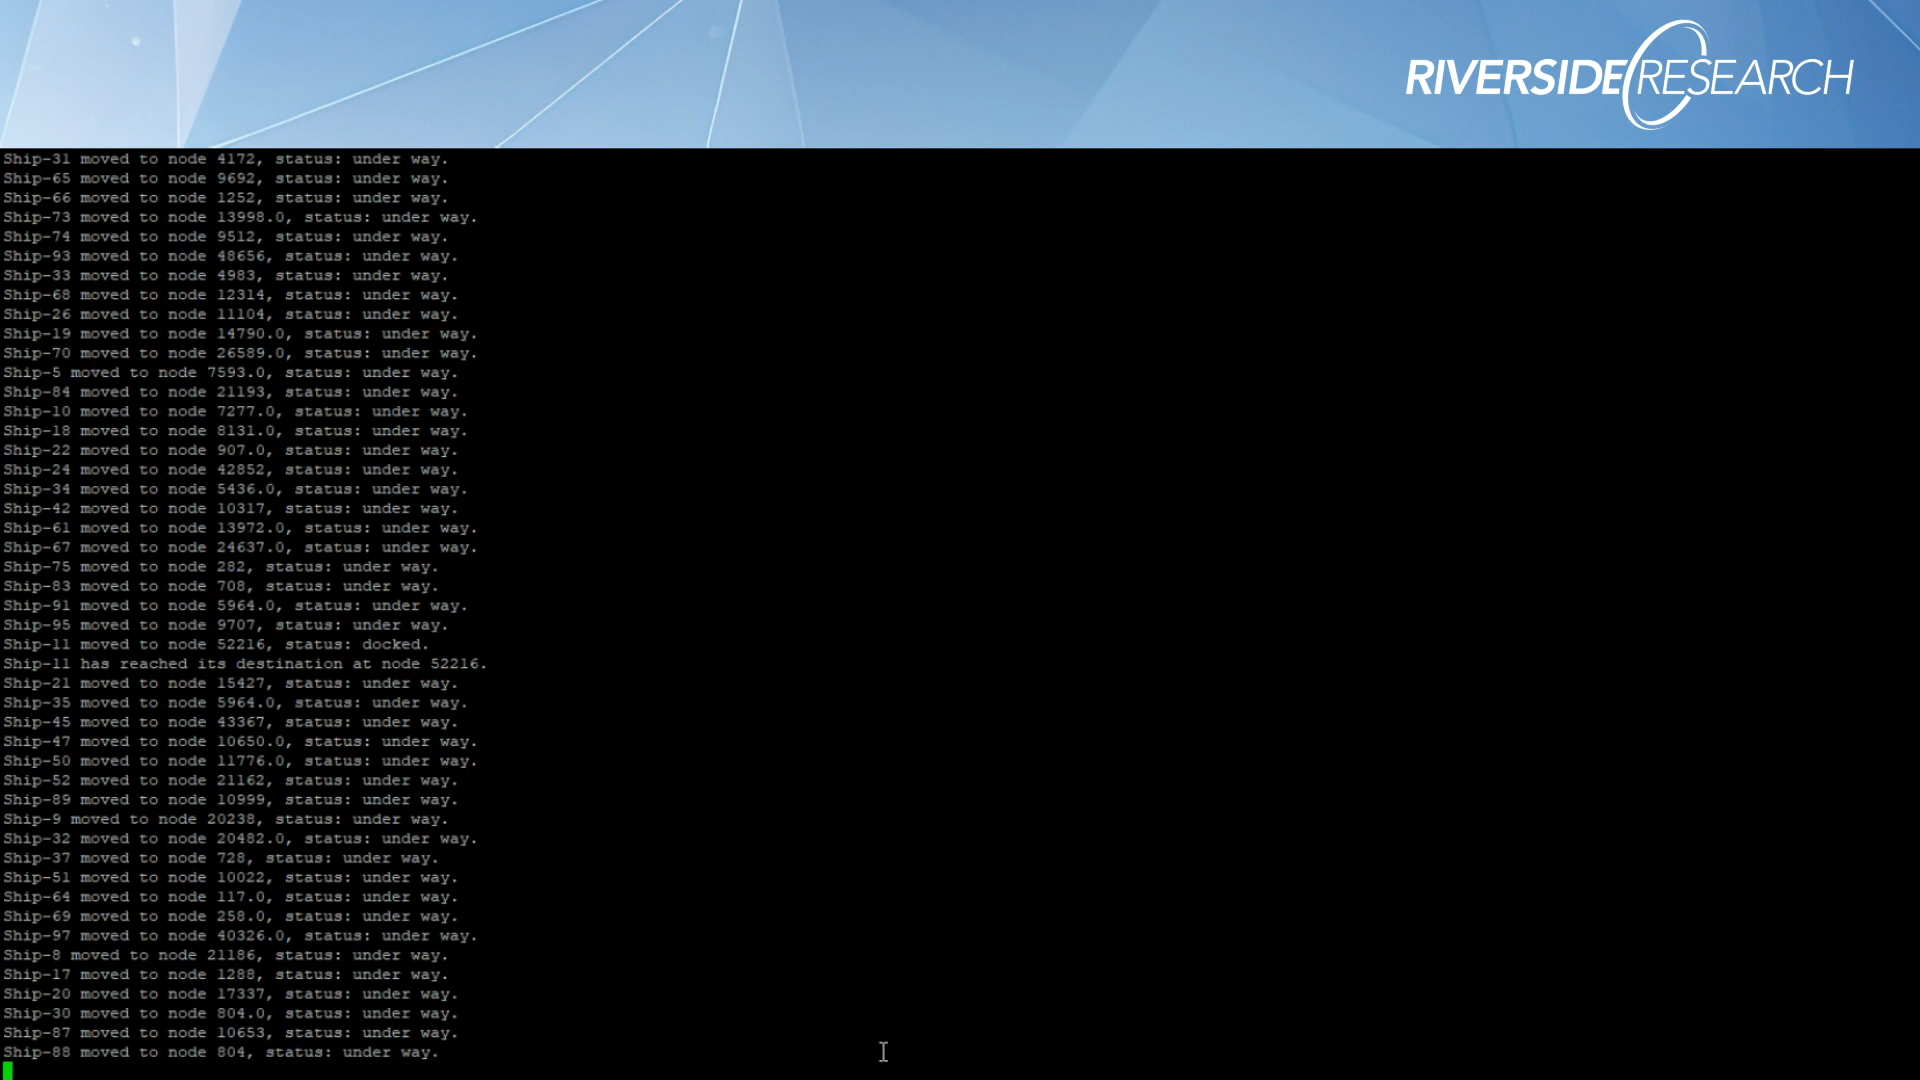 RIVERSIDE RESEARCH
Ship-31 moved to node 4172, status: under way.
Ship-65 moved to node 9692, status: under way.
Ship-66 moved to node 1252, status: under way.
Ship-73 moved to node 13998.0, status: under way.
Ship-74 moved to node 9512, status: under way.
Ship-93 moved to node 48656, status: under way.
Ship-33 moved to node 4983, status: under way.
Ship-68 moved to node 12314, status: under way.
Ship-26 moved to node 11104, status: under way.
Ship-19 moved to node 14790.0, status: under way.
Ship-70 moved to node 26589.0, status: under way.
Ship-5 moved to node 7593.0, status: under way.
Ship-84 moved to node 21193, status: under way.
Ship-10 moved to node 7277.0, status: under way.
Ship-18 moved to node 8131.0, status: under way.
Ship-22 moved to node 907.0, status: under way.
Ship-24 moved to node 42852, status: under way.
Ship-34 moved to node 5436.0, status: under way.
Ship-42 moved to node 10317, status: under way.
Ship-61 moved to node 13972.0, status: under way.
Ship-67 moved to node 24637.0, status: under way.
Ship-75 moved to node 282, status: under way.
Ship-83 moved to node 708, status: under way.
Ship-91 moved to node 5964.0, status: under way.
Ship-95 moved to node 9707, status: under way.
Ship-11 moved to node 52216, status: docked.
Ship-11 has reached its destination at node 52216.
Ship-21 moved to node 15427, status: under way.
Ship-35 moved to node 5964.0, status: under way.
Ship-45 moved to node 43367, status: under way.
Ship-47 moved to node 10650.0, status: under way.
Ship-50 moved to node 11776.0, status: under way.
Ship-52 moved to node 21162, status: under way.
Ship-89 moved to node 10999, status: under way.
Ship-9 moved to node 20238, status: under way.
Ship-32 moved to node 20482.0, status: under way.
Ship-37 moved to node 728, status: under way.
Ship-51 moved to node 10022, status: under way.
Ship-64 moved to node 117.0, status: under way.
Ship-69 moved to node 258.0, status: under way.
Ship-97 moved to node 40326.0, status: under way.
Ship-8 moved to node 21186, status: under way.
Ship-17 moved to node 1288, status: under way.
Ship-20 moved to node 17337, status: under way.
Ship-30 moved to node 804.0, status: under way.
Ship-87 moved to node 10653, status: under way.
Ship-88 moved to node 804, status: under way.